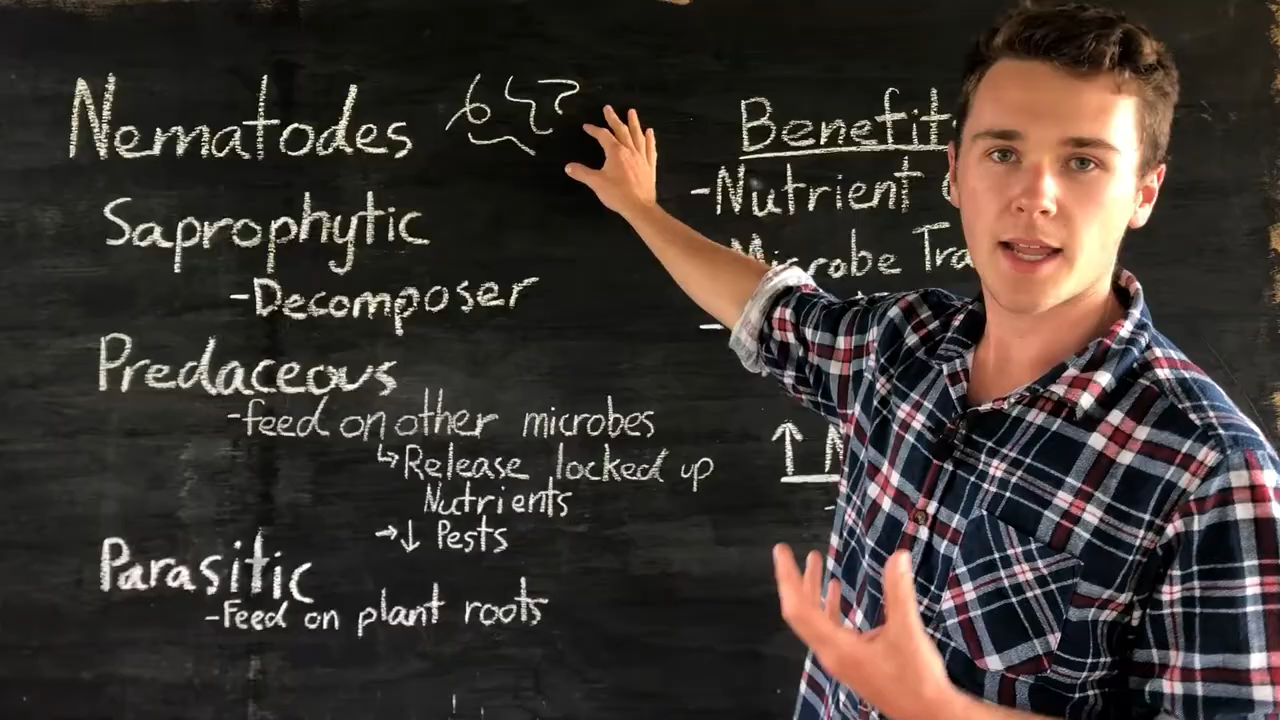 Nematodes
Saprophytic
-Decomposer
Predaceous
-feed on other microbes
↳Release locked up
Nutrients
→↓ Pests
Parasitic
-Feed on plant roots
Benefit
-Nutrient
Microbe Tra
↑ N